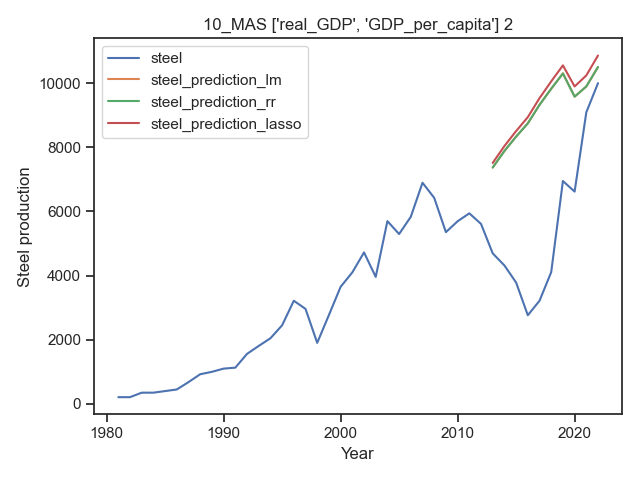 10_MAS ['real_GDP', 'GDP_per_capita'] 2
steel
steel_prediction_lm
steel_prediction_rr
steel_prediction_lasso
Steel production
10000
8000
6000
4000
2000
0
1980
1990
2000
2010
2020
Year